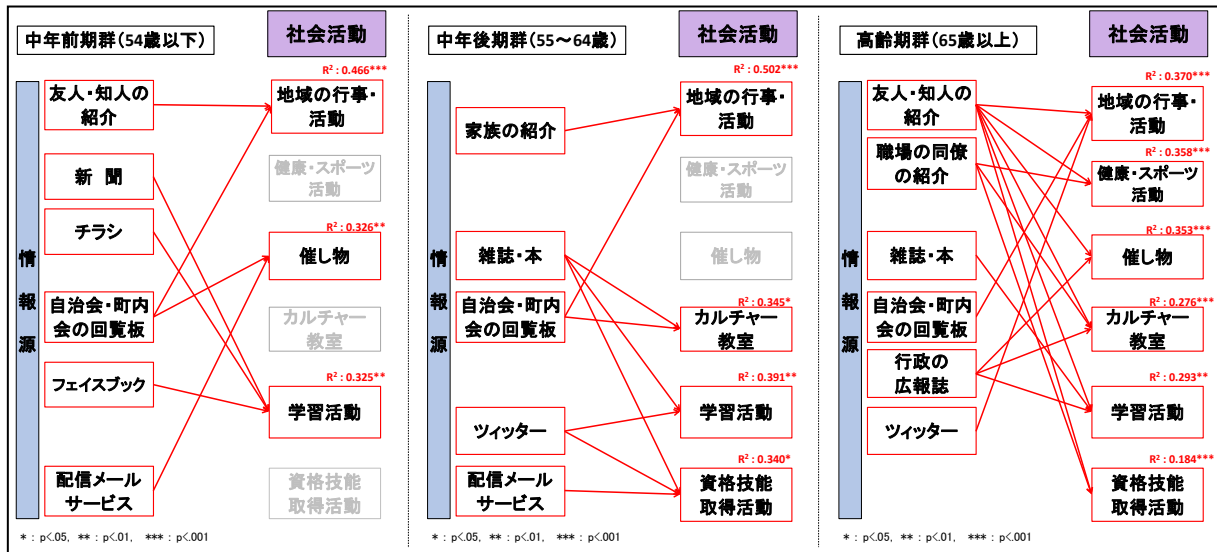 中年前期群(54歳以下)
社会活動
情報源
友人・知人の
紹介
新 聞
チラシ
自治会・町内
会の回覧板
フェイスブック
配信メール
サービス
R²:0.466***
地域の行事・
活動
健康・スポーツ
活動
R²:0.326**
催し物
カルチャー
教室
R²:0.325**
学習活動
資格技能
取得活動
*:p<.05, **:p<.01, ***:p<.001
中年後期群(55~64歳)
社会活動
情報源
家族の紹介
雑誌・本
自治会・町内
会の回覧板
ツィッター
配信メール
サービス
R²:0.502***
地域の行事・
活動
健康・スポーツ
活動
催し物
R²:0.345*
カルチャー
教室
R²:0.391**
学習活動
R²:0.340*
資格技能
取得活動
*:p<.05, **:p<.01, ***:p<.001
高齢期群(65歳以上)
社会活動
情報源
友人・知人の
紹介
職場の同僚
の紹介
雑誌・本
自治会・町内
会の回覧板
行政の
広報誌
ツィッター
R²:0.370***
地域の行事・
活動
R²:0.358***
健康・スポーツ
活動
R²:0.353***
催し物
R²:0.276***
カルチャー
教室
R²:0.293**
学習活動
R²:0.184***
資格技能
取得活動
*:p<.05, **:p<.01, ***:p<.001